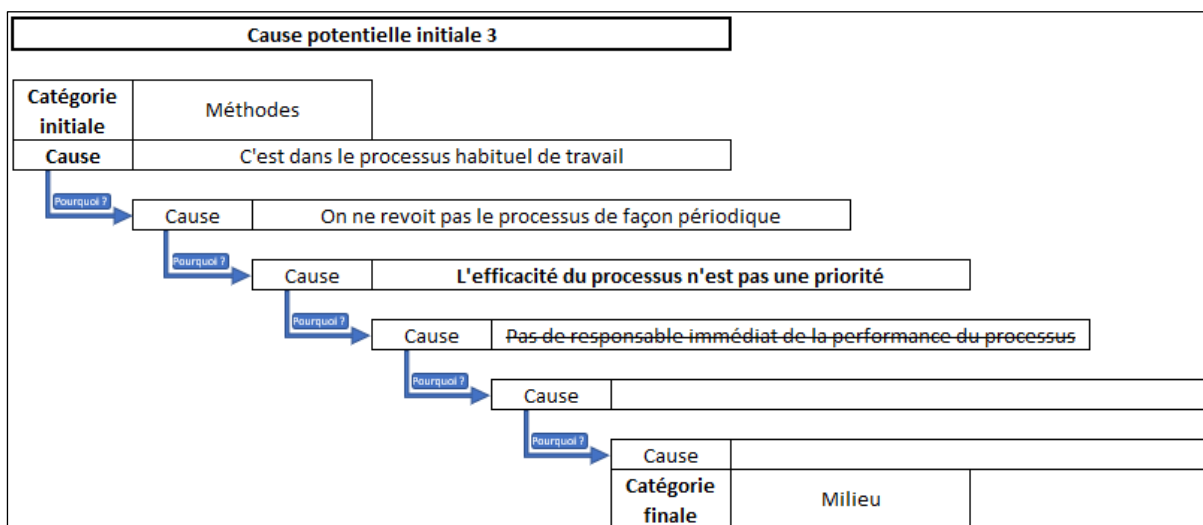 Cause potentielle initiale 3
Catégorie initiale Méthodes
Cause C'est dans le processus habituel de travail
Pourquoi ?
Cause On ne revoit pas le processus de façon périodique
Pourquoi ?
Cause L'efficacité du processus n'est pas une priorité
Pourquoi ?
Cause Pas de responsable immédiat de la performance du processus
Pourquoi ?
Cause
Pourquoi ?
Cause
Catégorie finale Milieu